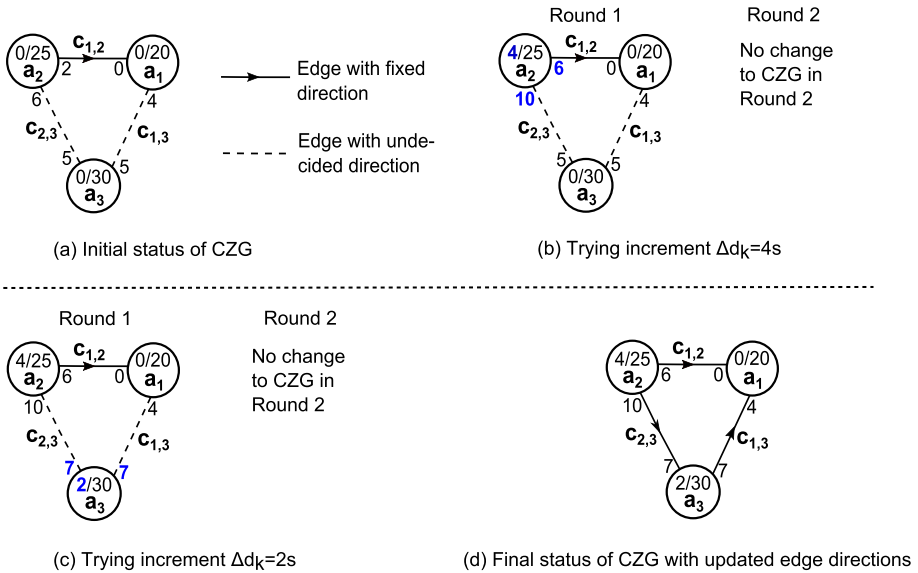 0/25
a2
2
6
c1,2
0/20
a1
0
4
c2,3
c1,3
5
5
0/30
a3
Edge with fixed
direction
Edge with unde-
cided direction
(a) Initial status of CZG
Round 1
4/25
a2
6
10
c1,2
0/20
a1
0
4
c2,3
c1,3
5
5
0/30
a3
Round 2
No change
to CZG in
Round 2
(b) Trying increment Δdk=4s
Round 1
4/25
a2
6
10
c1,2
0/20
a1
0
4
c2,3
c1,3
7
7
2/30
a3
Round 2
No change
to CZG in
Round 2
(c) Trying increment Δdk=2s
4/25
a2
6
10
c1,2
0/20
a1
0
4
c2,3
c1,3
7
7
2/30
a3
(d) Final status of CZG with updated edge directions